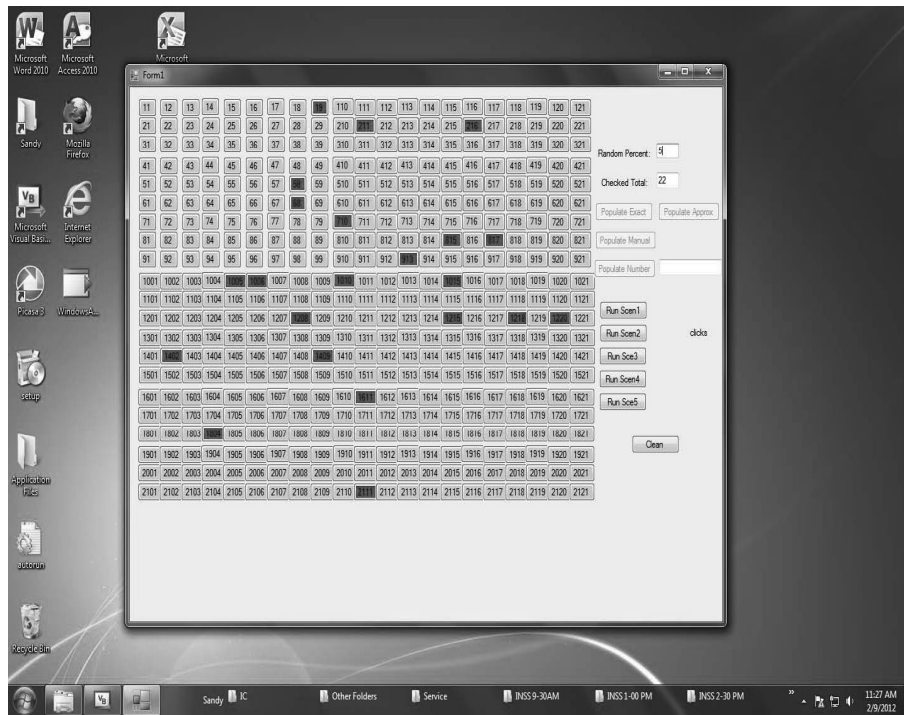 Microsoft
Word 2010
Microsoft
Access 2010
Microsoft
Form1
11 12 13 14 15 16 17 18 19 110 111 112 113 114 115 116 117 118 119 120 121
21 22 23 24 25 26 27 28 29 210 211 212 213 214 215 216 217 218 219 220 221
31 32 33 34 35 36 37 38 39 310 311 312 313 314 315 316 317 318 319 320 321
41 42 43 44 45 46 47 48 49 410 411 412 413 414 415 416 417 418 419 420 421
51 52 53 54 55 56 57 58 59 510 511 512 513 514 515 516 517 518 519 520 521
61 62 63 64 65 66 67 68 69 610 611 612 613 614 615 616 617 618 619 620 621
71 72 73 74 75 76 77 78 79 710 711 712 713 714 715 716 717 718 719 720 721
81 82 83 84 85 86 87 88 89 810 811 812 813 814 815 816 817 818 819 820 821
91 92 93 94 95 96 97 98 99 910 911 912 913 914 915 916 917 918 919 920 921
1001 1002 1003 1004 1005 1006 1007 1008 1009 1010 1011 1012 1013 1014 1015 1016 1017 1018 1019 1020 1021
1101 1102 1103 1104 1105 1106 1107 1108 1109 1110 1111 1112 1113 1114 1115 1116 1117 1118 1119 1120 1121
1201 1202 1203 1204 1205 1206 1207 1208 1209 1210 1211 1212 1213 1214 1215 1216 1217 1218 1219 1220 1221
1301 1302 1303 1304 1305 1306 1307 1308 1309 1310 1311 1312 1313 1314 1315 1316 1317 1318 1319 1320 1321
1401 1402 1403 1404 1405 1406 1407 1408 1409 1410 1411 1412 1413 1414 1415 1416 1417 1418 1419 1420 1421
1501 1502 1503 1504 1505 1506 1507 1508 1509 1510 1511 1512 1513 1514 1515 1516 1517 1518 1519 1520 1521
1601 1602 1603 1604 1605 1606 1607 1608 1609 1610 1611 1612 1613 1614 1615 1616 1617 1618 1619 1620 1621
1701 1702 1703 1704 1705 1706 1707 1708 1709 1710 1711 1712 1713 1714 1715 1716 1717 1718 1719 1720 1721
1801 1802 1803 1804 1805 1806 1807 1808 1809 1810 1811 1812 1813 1814 1815 1816 1817 1818 1819 1820 1821
1901 1902 1903 1904 1905 1906 1907 1908 1909 1910 1911 1912 1913 1914 1915 1916 1917 1918 1919 1920 1921
2001 2002 2003 2004 2005 2006 2007 2008 2009 2010 2011 2012 2013 2014 2015 2016 2017 2018 2019 2020 2021
2101 2102 2103 2104 2105 2106 2107 2108 2109 2110 2111 2112 2113 2114 2115 2116 2117 2118 2119 2120 2121
Random Percent: 5
Checked Total: 22
Populate Exact Populate Approx
Populate Manual
Populate Number
Run Scen1
Run Scen2 clicks
Run Sce3
Run Scen4
Run Sce5
Clean
Sandy
Mozilla
Firefox
Microsoft
Visual Basi...
Internet
Explorer
Picasa 3
WindowsA...
setup
Application
Files
autorun
Recycle Bin
Sandy IC Other Folders Service INSS 9-30AM INSS 1-00 PM INSS 2-30 PM » 11:27 AM
2/9/2012